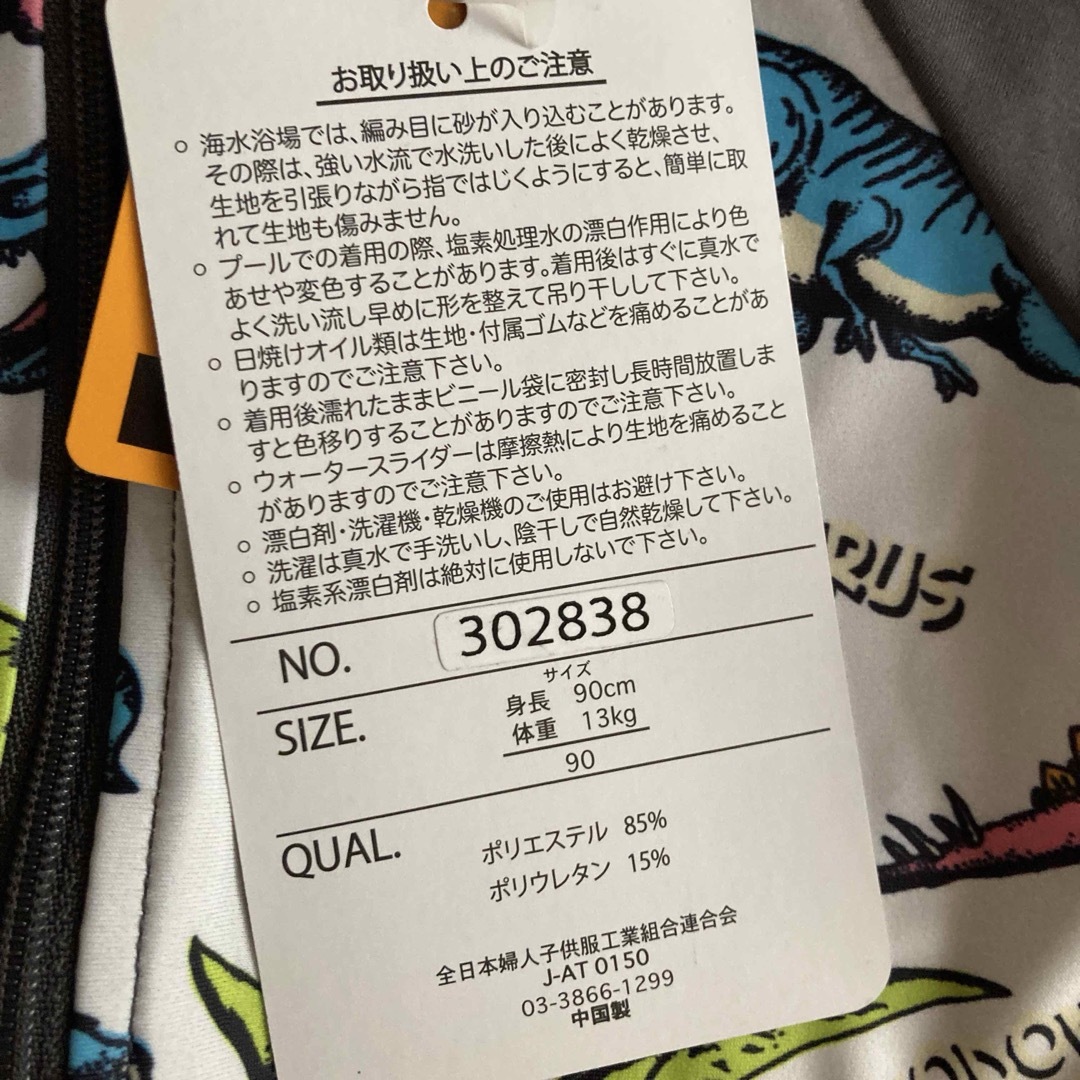 お取り扱い上のご注意
○ 海水浴場では、編み目に砂が入り込むことがあります。
その際は、強い水流で水洗いした後によく乾燥させ、
生地を引張りながら指ではじくようにすると、簡単に取
れて生地も傷みません。
○ プールでの着用の際、塩素処理水の漂白作用により色
あせや変色することがあります。着用後はすぐに真水で
よく洗い流し早めに形を整えて吊り干しして下さい。
○ 日焼けオイル類は生地・付属ゴムなどを痛めることがあ
りますのでご注意下さい。
○ 着用後濡れたままビニール袋に密封し長時間放置しま
すと色移りすることがありますのでご注意下さい。
○ ウォータースライダーは摩擦熱により生地を痛めること
がありますのでご注意下さい。
○ 漂白剤・洗濯機・乾燥機のご使用はお避け下さい。
○ 洗濯は真水で手洗いし、陰干しで自然乾燥して下さい。
○ 塩素系漂白剤は絶対に使用しないで下さい。
NO. 302838
サイズ
SIZE. 身長 90cm
体重 13kg
90
QUAL. ポリエステル 85%
ポリウレタン 15%
全日本婦人子供服工業組合連合会
J-AT 0150
03-3866-1299
中国製